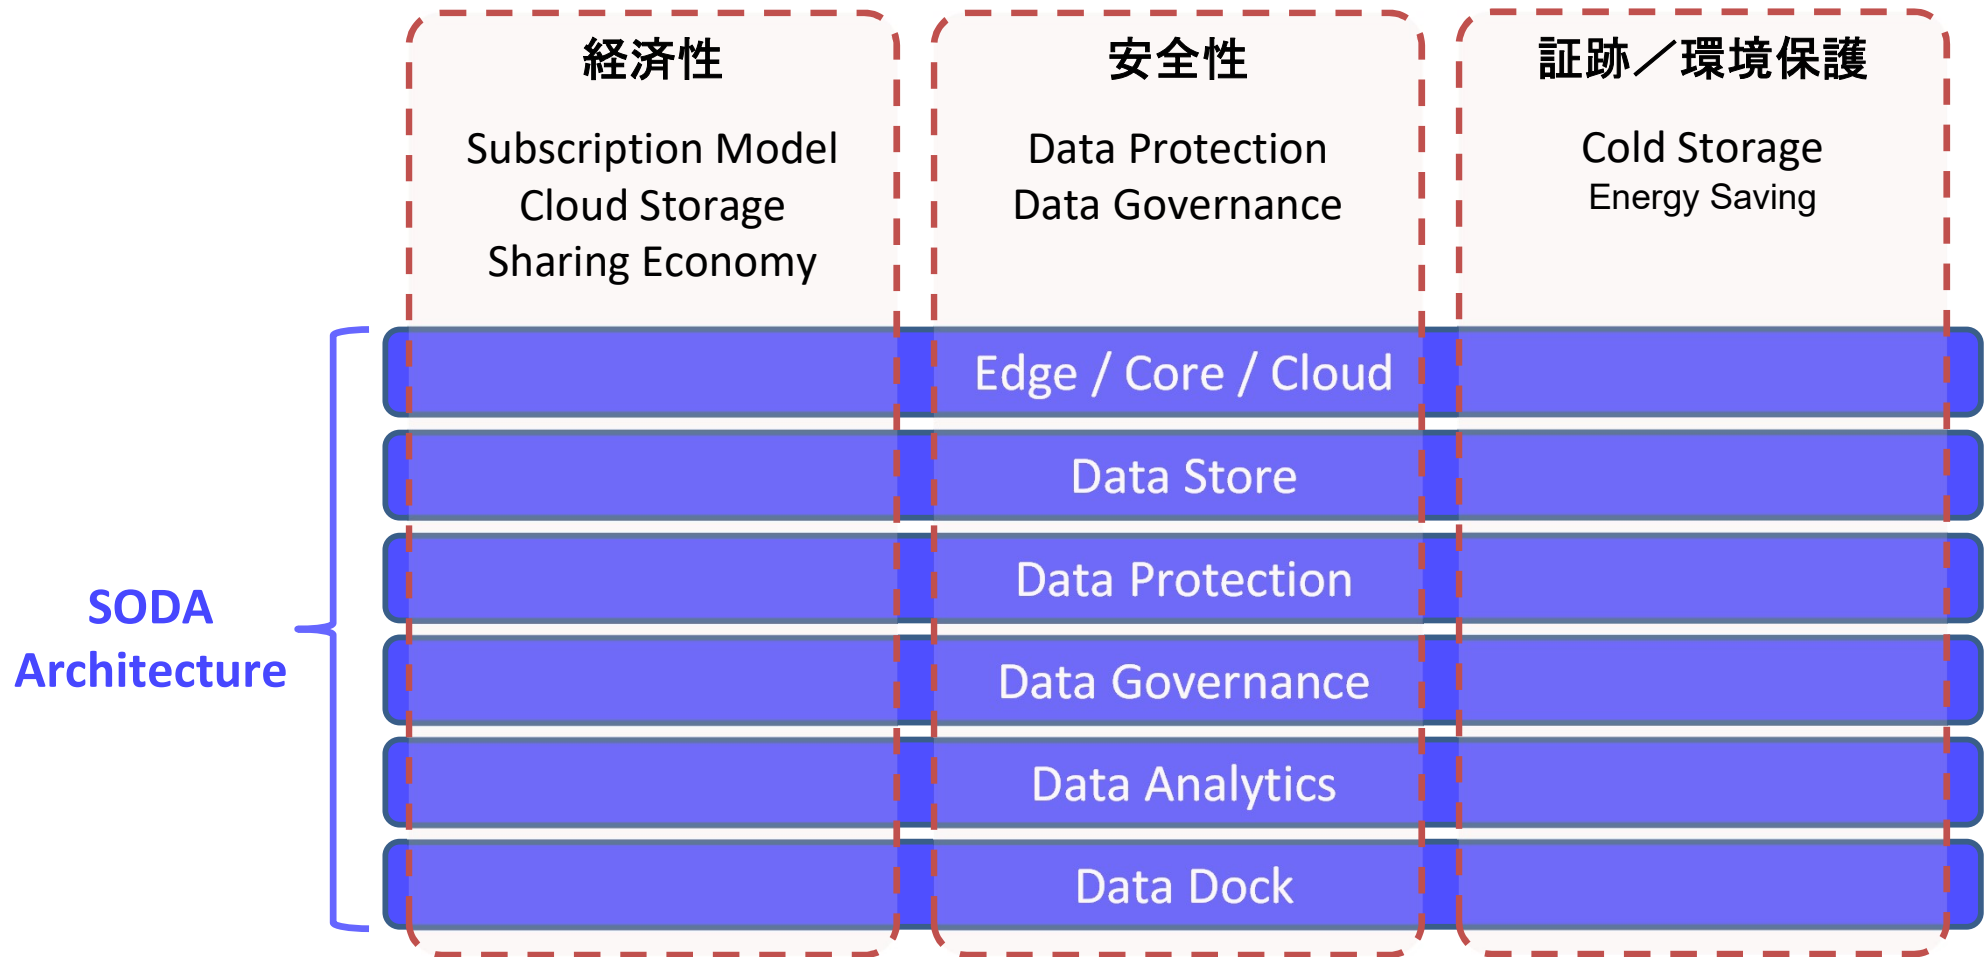 経済性
Subscription Model
Cloud Storage
Sharing Economy
安全性
Data Protection
Data Governance
証跡／環境保護
Cold Storage
Energy Saving
SODA
Architecture
Edge / Core / Cloud
Data Store
Data Protection
Data Governance
Data Analytics
Data Dock